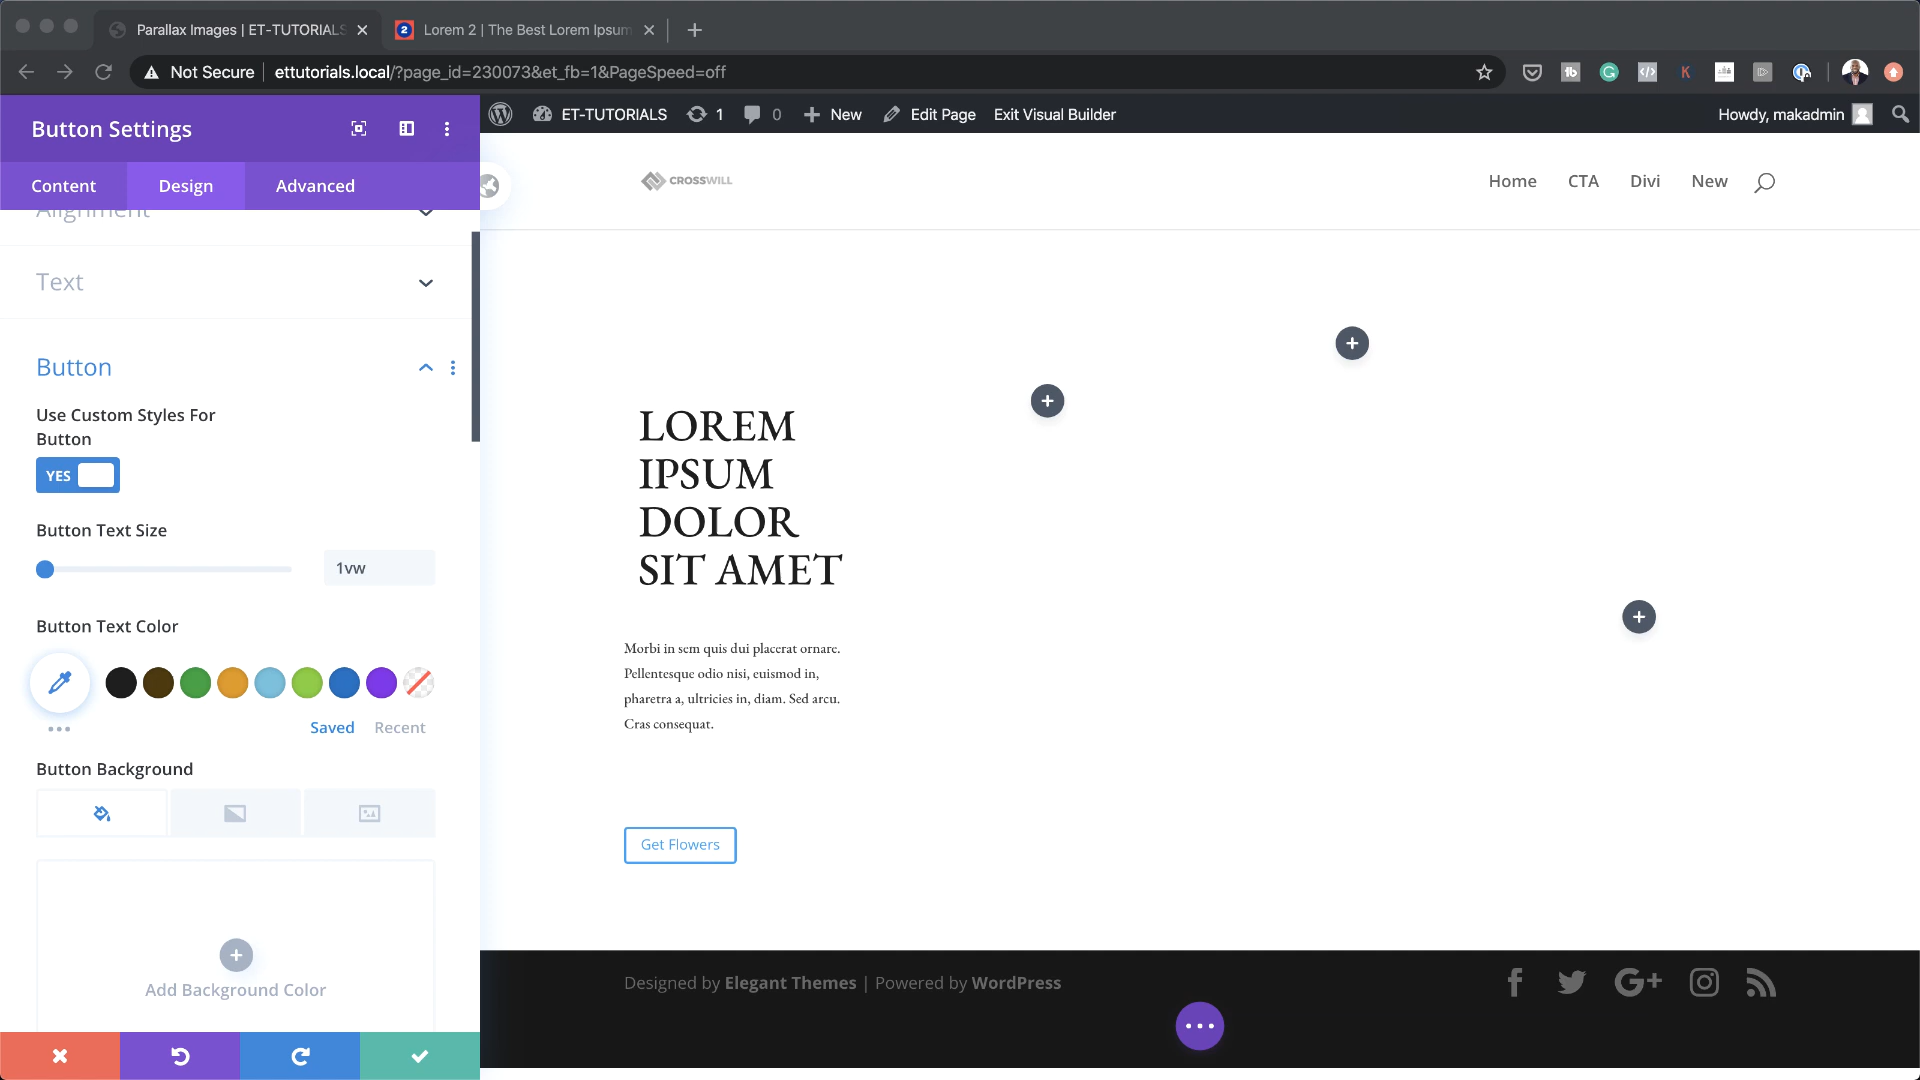 Parallax Images | ET-TUTORIALS
2 Lorem 2 | The Best Lorem Ipsum
Not Secure ettutorials.local/?page_id=230073&et_fb=1&PageSpeed=off
Button Settings
ET-TUTORIALS 1 0 New Edit Page Exit Visual Builder Howdy, makadmin
Content Design Advanced
CROSSWILL
Home CTA Divi New
Alignment
Text
Button
Use Custom Styles For
Button
YES
Button Text Size
1vw
Button Text Color
Saved Recent
Button Background
Add Background Color
LOREM
IPSUM
DOLOR
SIT AMET
Morbi in sem quis dui placerat ornare.
Pellentesque odio nisi, euismod in,
pharetra a, ultricies in, diam. Sed arcu.
Cras consequat.
Get Flowers
Designed by Elegant Themes | Powered by WordPress